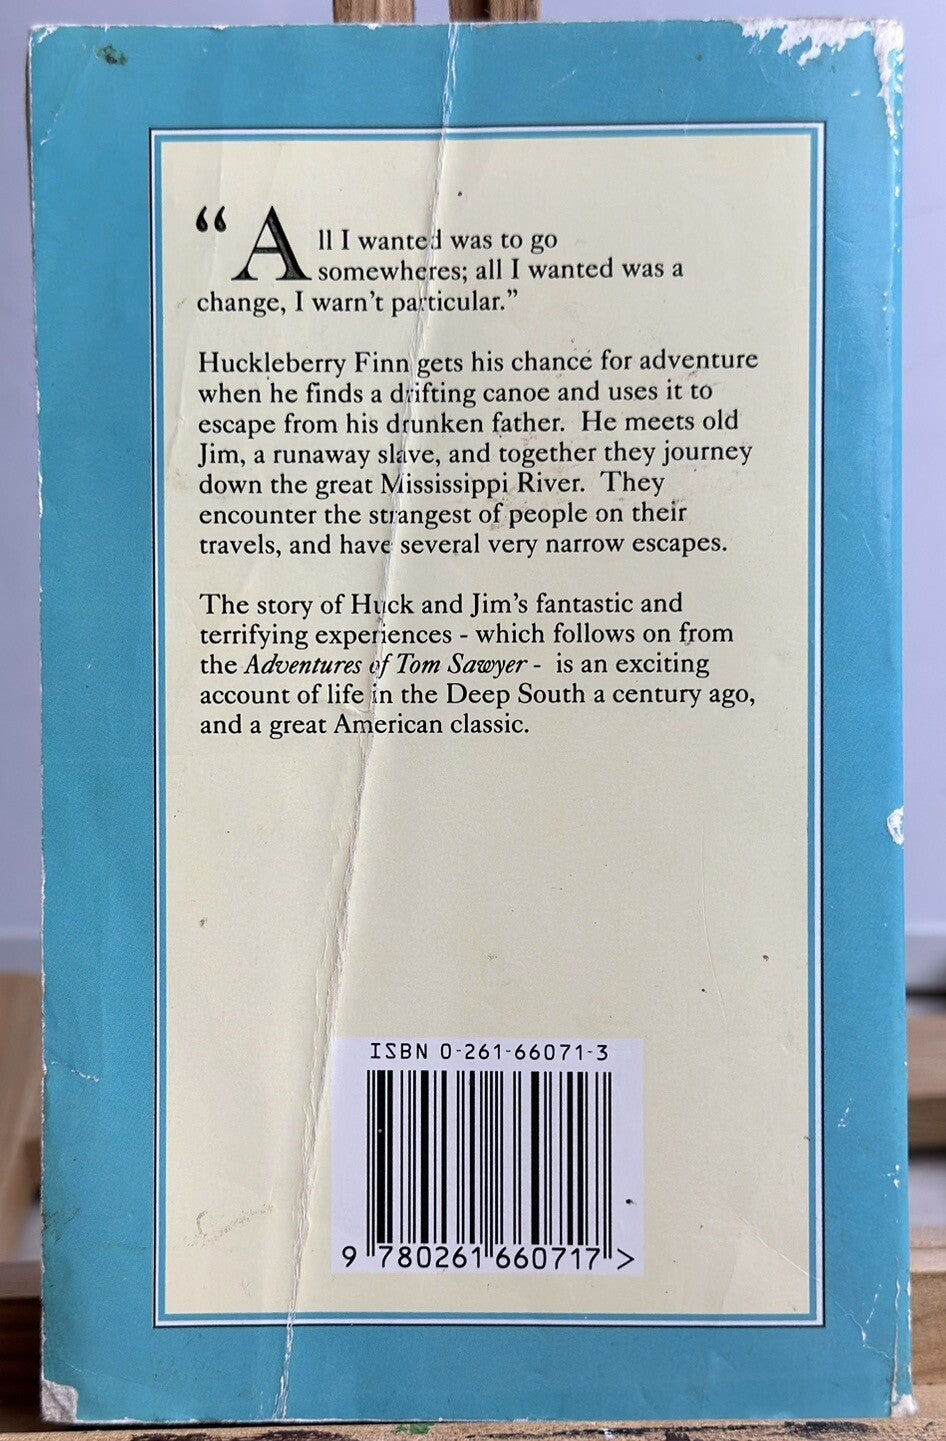 “All I wanted was to go
somewheres; all I wanted was a
change, I warn't particular.”
Huckleberry Finn gets his chance for adventure
when he finds a drifting canoe and uses it to
escape from his drunken father. He meets old
Jim, a runaway slave, and together they journey
down the great Mississippi River. They
encounter the strangest of people on their
travels, and have several very narrow escapes.
The story of Huck and Jim's fantastic and
terrifying experiences - which follows on from
the Adventures of Tom Sawyer - is an exciting
account of life in the Deep South a century ago,
and a great American classic.
ISBN 0-261-66071-3
9 780261 660717 >